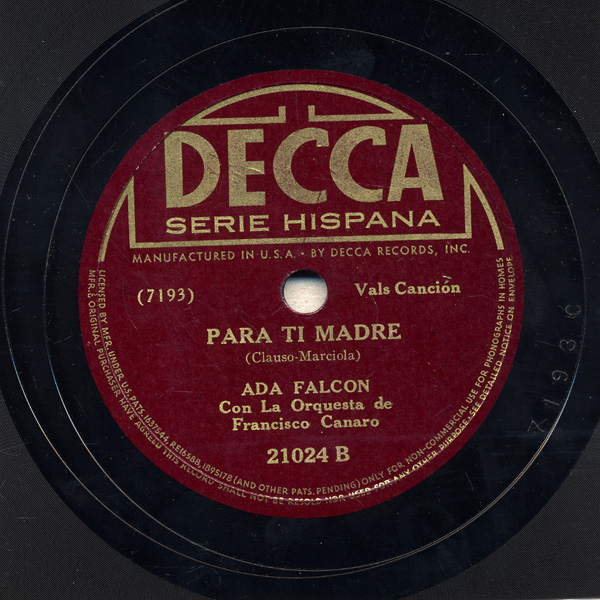 DECCA
SERIE HISPANA
MANUFACTURED IN U.S.A. - BY DECCA RECORDS, INC.
(7193)
Vals Canción
PARA TI MADRE
(Clauso-Marciola)
ADA FALCON
Con La Orquesta de
Francisco Canaro
21024 B
LICENSED BY MFR. UNDER U.S. PATS. 1637544, RE16588, 1895178 (AND OTHER PATS. PENDING) ONLY FOR NON-COMMERCIAL USE FOR PHONOGRAPHS IN HOMES
MFR. & ORIGINAL PURCHASER HAVE AGREED THIS RECORD SHALL NOT BE RESOLD NOR USED FOR ANY OTHER PURPOSE. SEE DETAILED NOTICE ON ENVELOPE